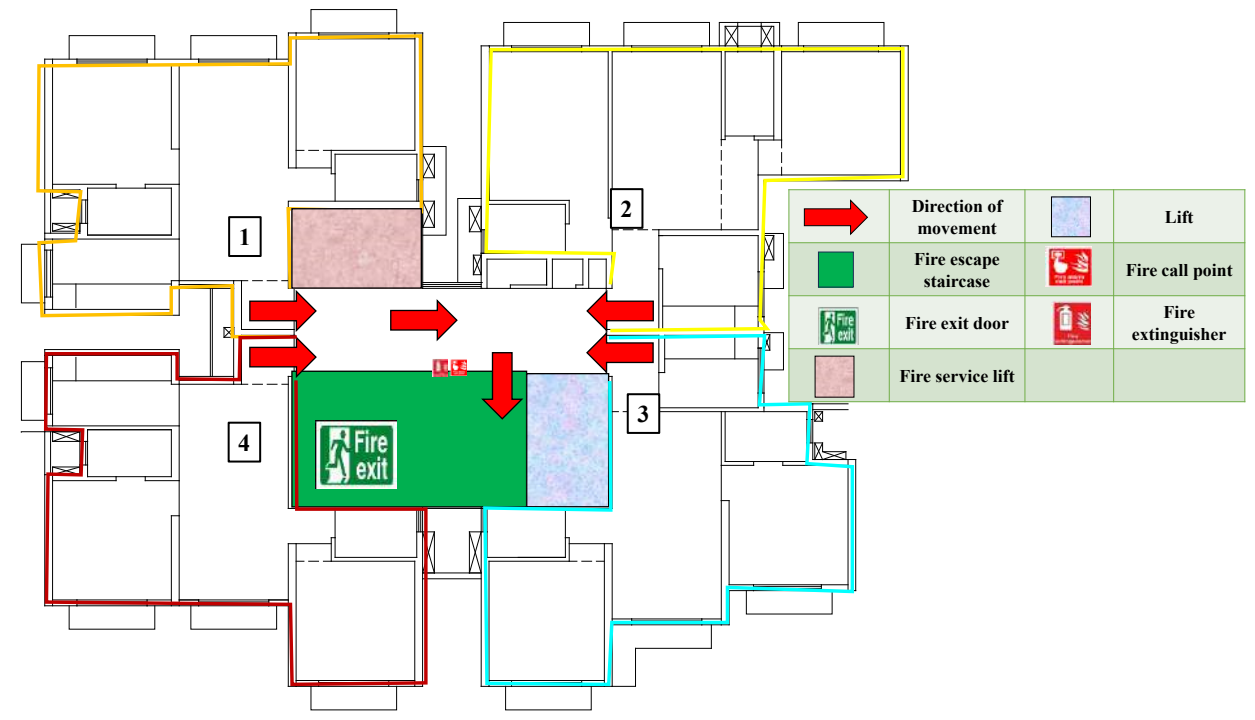 1
2
3
4
Fire
exit
Direction of
movement
Lift
Fire escape
staircase
Fire call point
Fire
exit
Fire exit door
Fire
extinguisher
Fire service lift